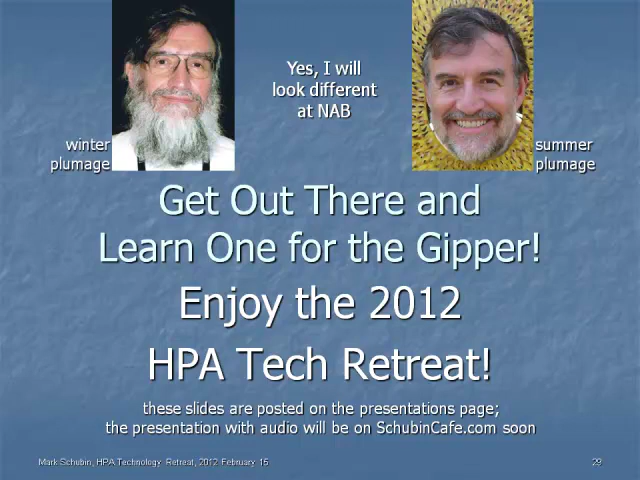 Yes, I will
look different
at NAB
winter
plumage
summer
plumage
Get Out There and
Learn One for the Gipper!
Enjoy the 2012
HPA Tech Retreat!
these slides are posted on the presentations page;
the presentation with audio will be on SchubinCafe.com soon
Mark Schubin, HPA Technology Retreat, 2012 February 15
29